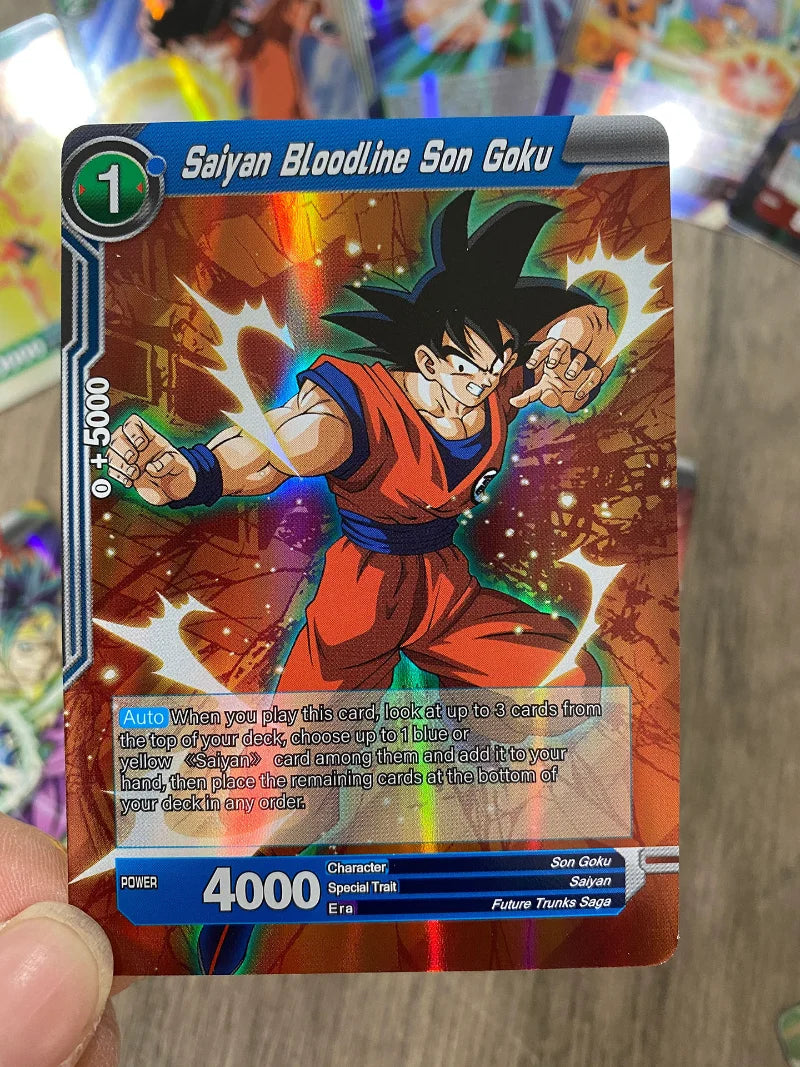 1
Saiyan Bloodline Son Goku
0 +5000
Auto When you play this card, look at up to 3 cards from
the top of your deck, choose up to 1 blue or
yellow 《Saiyan》 card among them and add it to your
hand, then place the remaining cards at the bottom of
your deck in any order.
POWER 4000
Character Son Goku
Special Trait Saiyan
Era Future Trunks Saga